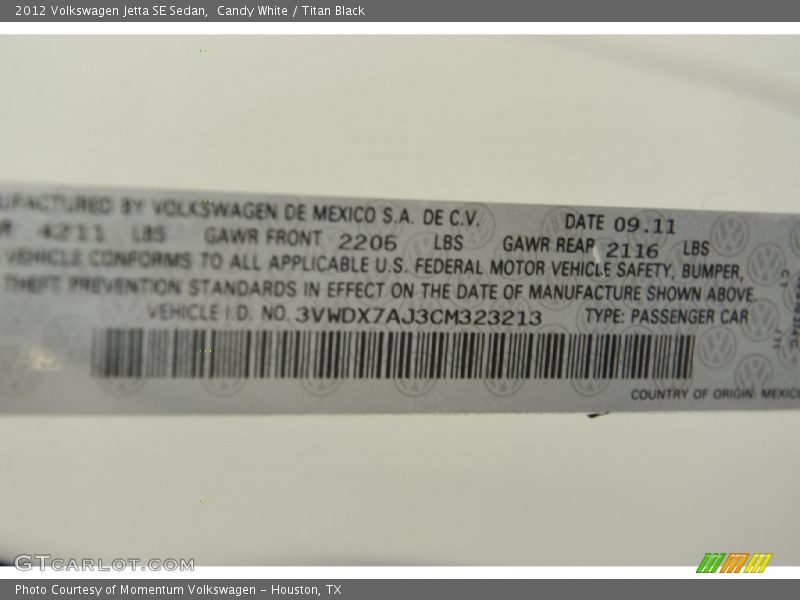 2012 Volkswagen Jetta SE Sedan, Candy White / Titan Black
UFACTURED BY VOLKSWAGEN DE MEXICO S.A. DE C.V. DATE 09.11
R 4211 LBS GAWR FRONT 2205 LBS GAWR REAR 2116 LBS
VEHICLE CONFORMS TO ALL APPLICABLE U.S. FEDERAL MOTOR VEHICLE SAFETY, BUMPER,
THEFT PREVENTION STANDARDS IN EFFECT ON THE DATE OF MANUFACTURE SHOWN ABOVE.
VEHICLE I.D. NO. 3VWDX7AJ3CM323213 TYPE: PASSENGER CAR
COUNTRY OF ORIGIN: MEXICO
GTCARLOT.COM
Photo Courtesy of Momentum Volkswagen - Houston, TX